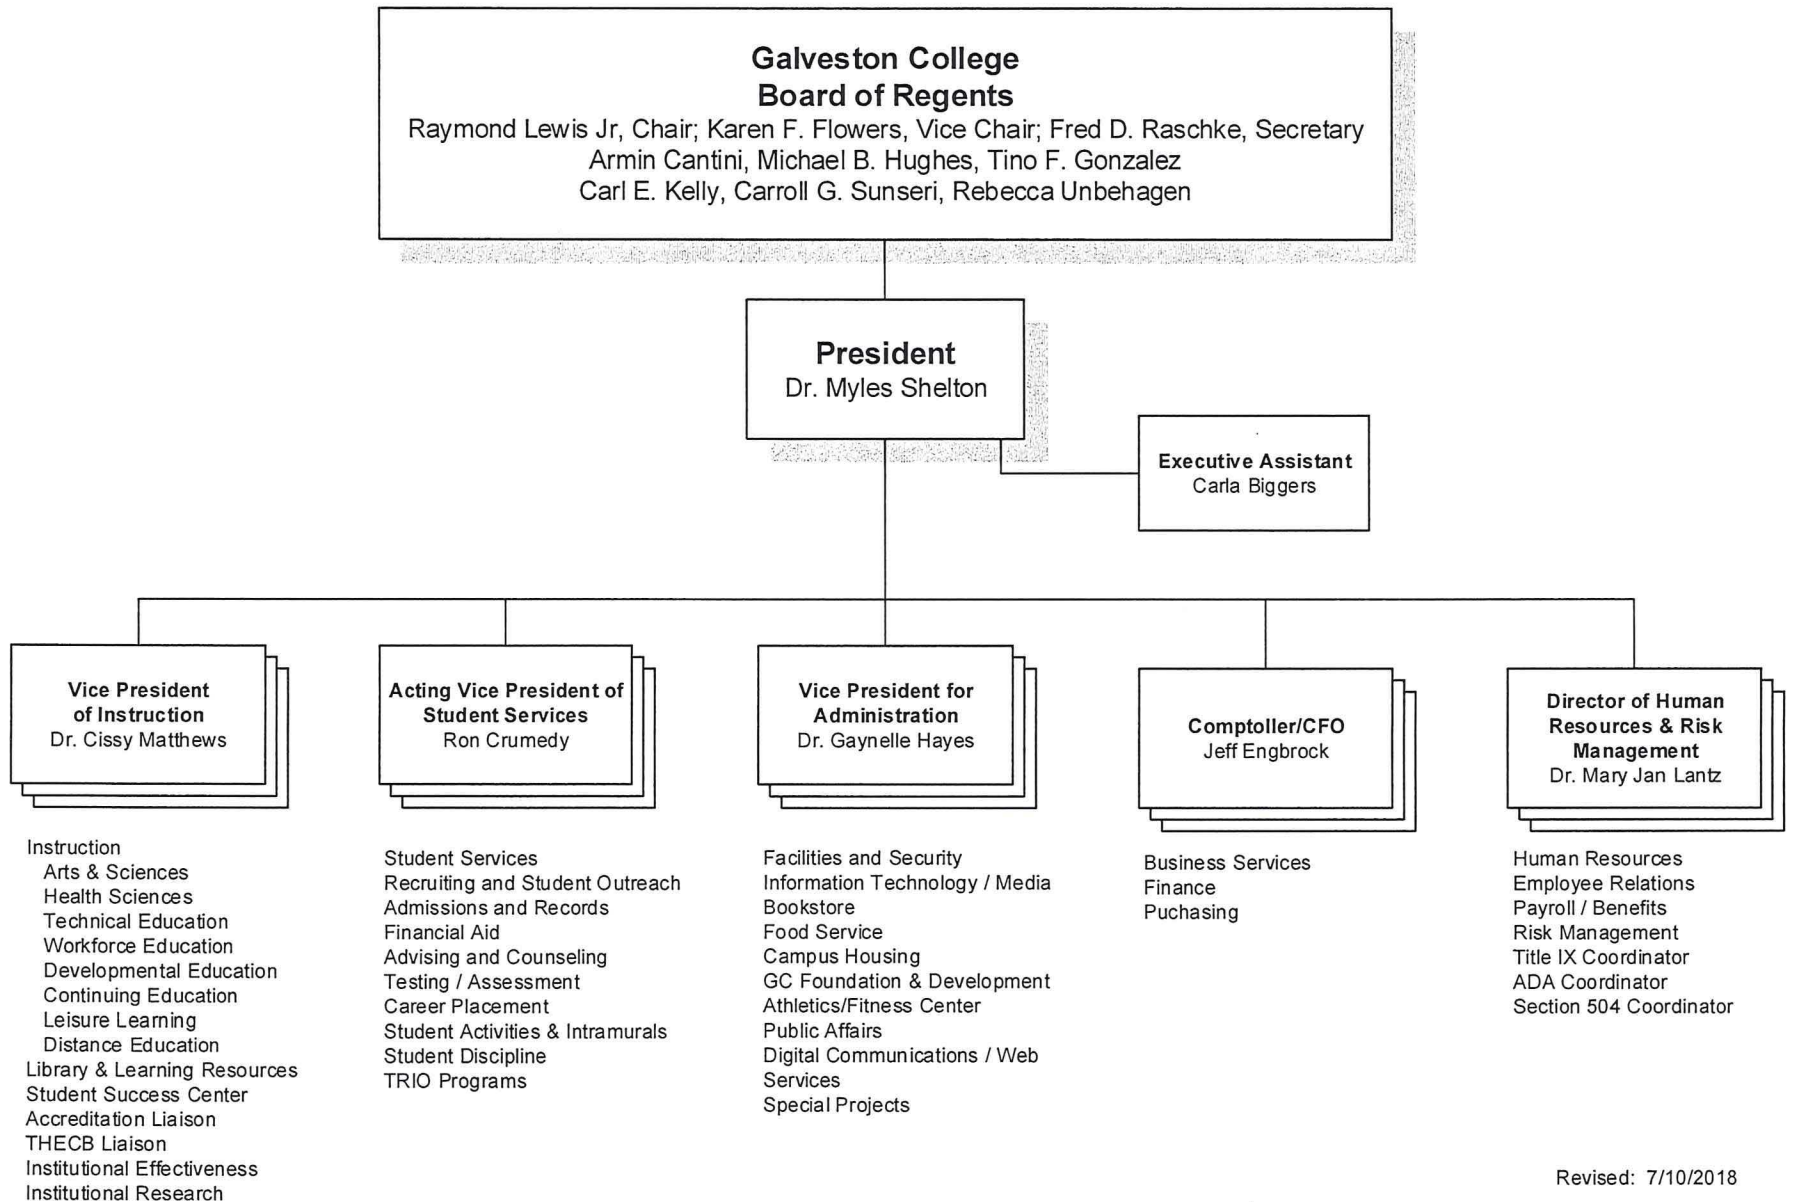 Galveston College
Board of Regents
Raymond Lewis Jr, Chair; Karen F. Flowers, Vice Chair; Fred D. Raschke, Secretary
Armin Cantini, Michael B. Hughes, Tino F. Gonzalez
Carl E. Kelly, Carroll G. Sunseri, Rebecca Unbehagen
President
Dr. Myles Shelton
Executive Assistant
Carla Biggers
Vice President
of Instruction
Dr. Cissy Matthews
Instruction
Arts & Sciences
Health Sciences
Technical Education
Workforce Education
Developmental Education
Continuing Education
Leisure Learning
Distance Education
Library & Learning Resources
Student Success Center
Accreditation Liaison
THECB Liaison
Institutional Effectiveness
Institutional Research
Acting Vice President of
Student Services
Ron Crumedy
Student Services
Recruiting and Student Outreach
Admissions and Records
Financial Aid
Advising and Counseling
Testing / Assessment
Career Placement
Student Activities & Intramurals
Student Discipline
TRIO Programs
Vice President for
Administration
Dr. Gaynelle Hayes
Facilities and Security
Information Technology / Media
Bookstore
Food Service
Campus Housing
GC Foundation & Development
Athletics/Fitness Center
Public Affairs
Digital Communications / Web
Services
Special Projects
Comptoller/CFO
Jeff Engbrock
Business Services
Finance
Puchasing
Director of Human
Resources & Risk
Management
Dr. Mary Jan Lantz
Human Resources
Employee Relations
Payroll / Benefits
Risk Management
Title IX Coordinator
ADA Coordinator
Section 504 Coordinator
Revised: 7/10/2018